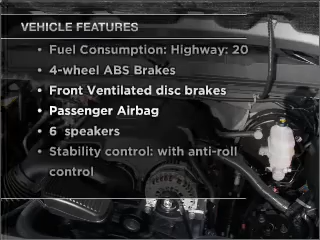 VEHICLE FEATURES
• Fuel Consumption: Highway: 20
• 4-wheel ABS Brakes
• Front Ventilated disc brakes
• Passenger Airbag
• 6 speakers
• Stability control: with anti-roll
control